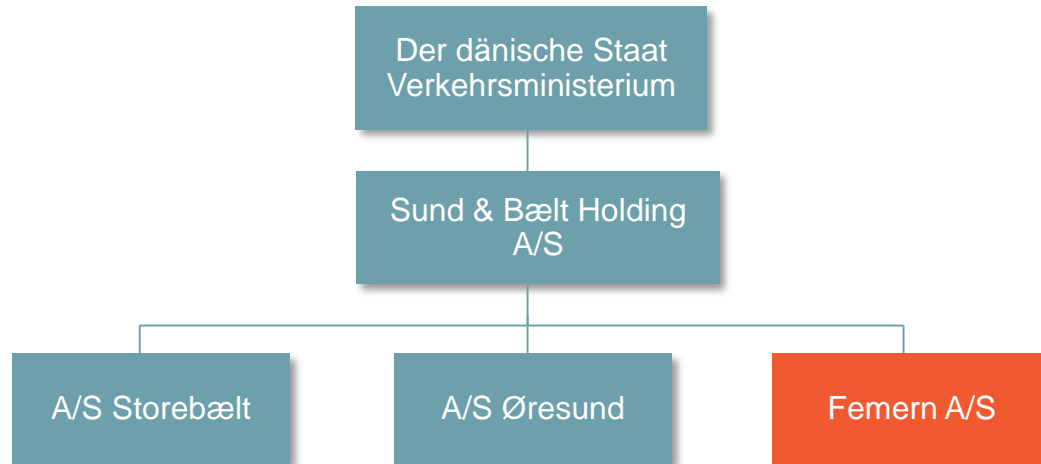 Der dänische Staat
Verkehrsministerium
Sund & Bælt Holding
A/S
A/S Storebælt
A/S Øresund
Femern A/S